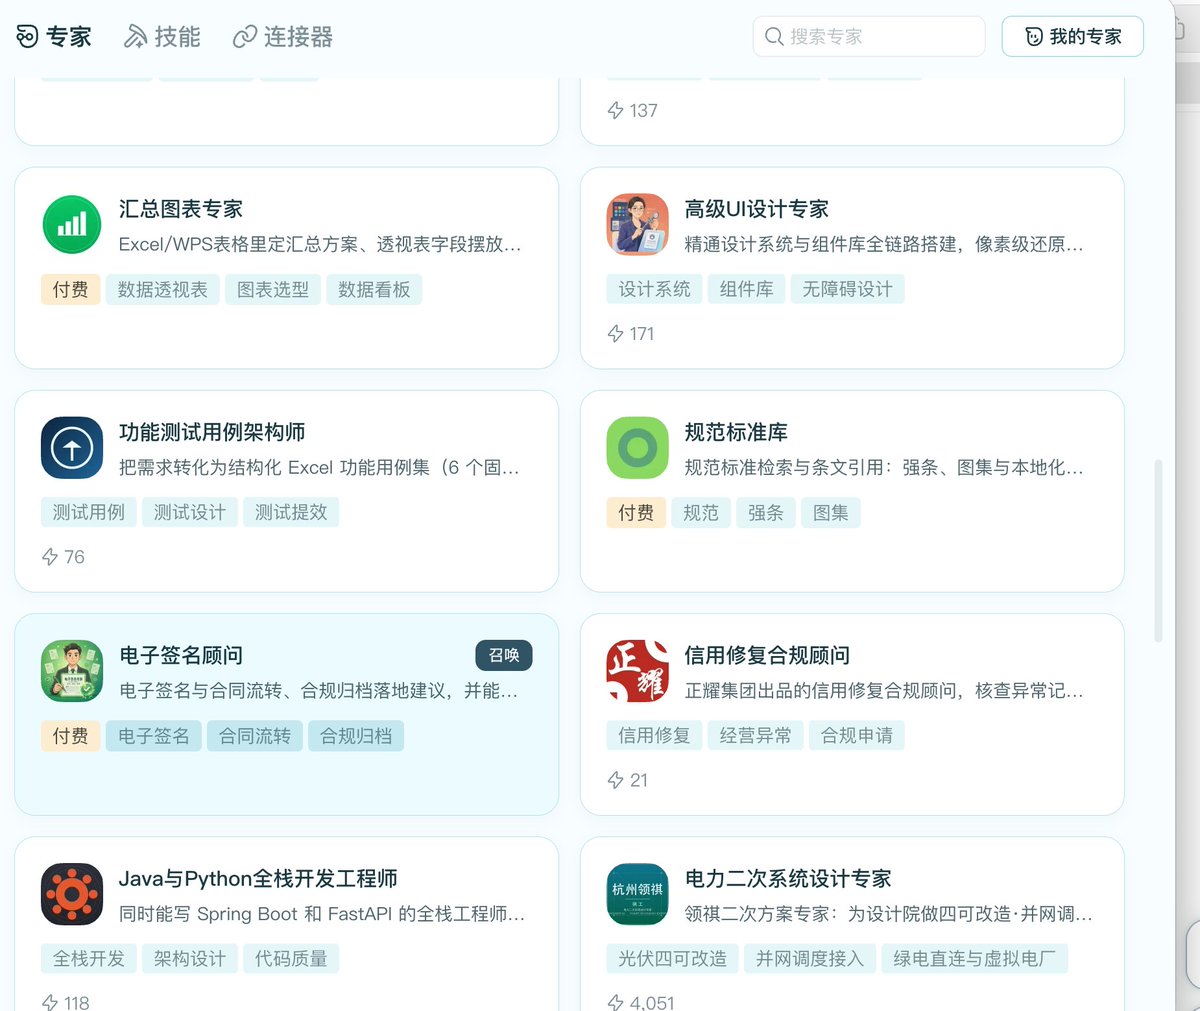 专家
技能
连接器
搜索专家
我的专家
137
汇总图表专家
Excel/WPS表格里定汇总方案、透视表字段摆放...
付费 数据透视表 图表选型 数据看板
高级UI设计专家
精通设计系统与组件库全链路搭建，像素级还原...
设计系统 组件库 无障碍设计
171
功能测试用例架构师
把需求转化为结构化 Excel 功能用例集（6 个固...
测试用例 测试设计 测试提效
76
规范标准库
规范标准检索与条文引用：强条、图集与本地化...
付费 规范 强条 图集
电子签名顾问
召唤
电子签名与合同流转、合规归档落地建议，并能...
付费 电子签名 合同流转 合规归档
正耀
信用修复合规顾问
正耀集团出品的信用修复合规顾问，核查异常记...
信用修复 经营异常 合规申请
21
Java与Python全栈开发工程师
同时能写 Spring Boot 和 FastAPI 的全栈工程师...
全栈开发 架构设计 代码质量
118
杭州领祺
电力二次系统设计专家
领祺二次方案专家：为设计院做四可改造·并网调...
光伏四可改造 并网调度接入 绿电直连与虚拟电厂
4,051